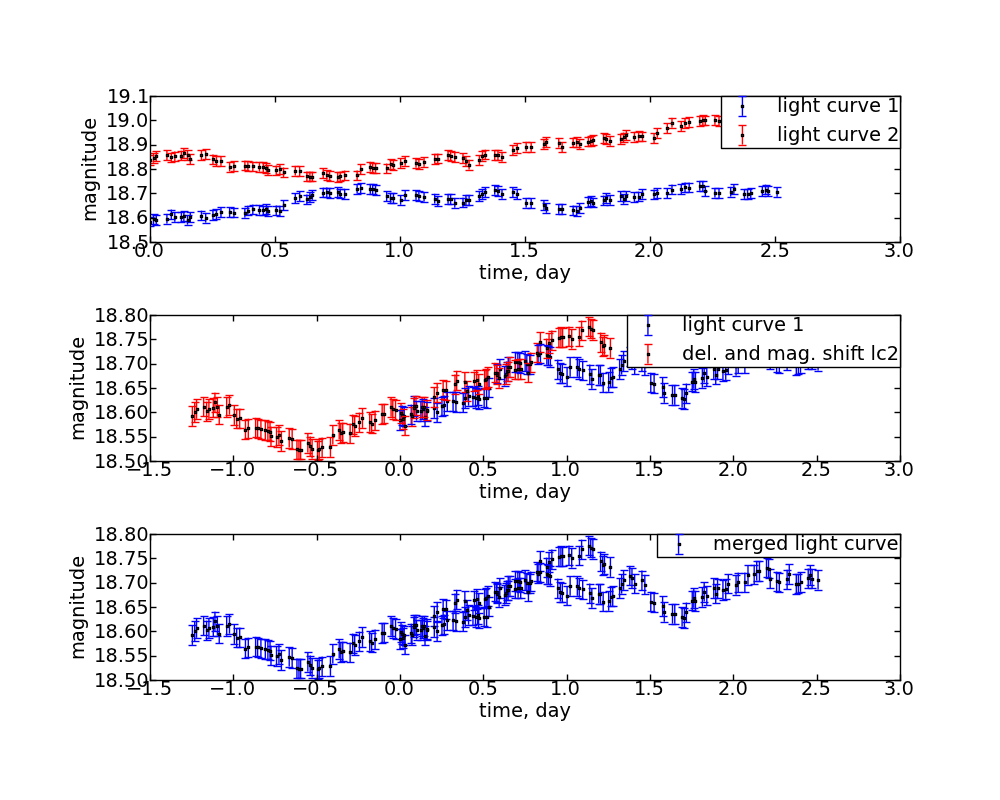 19.1
19.0
18.9
18.8
18.7
18.6
18.5
magnitude
light curve 1
light curve 2
0.0 0.5 1.0 1.5 2.0 2.5 3.0
time, day
18.80
18.75
18.70
18.65
18.60
18.55
18.50
magnitude
light curve 1
del. and mag. shift lc2
−1.5 −1.0 −0.5 0.0 0.5 1.0 1.5 2.0 2.5 3.0
time, day
18.80
18.75
18.70
18.65
18.60
18.55
18.50
magnitude
merged light curve
−1.5 −1.0 −0.5 0.0 0.5 1.0 1.5 2.0 2.5 3.0
time, day